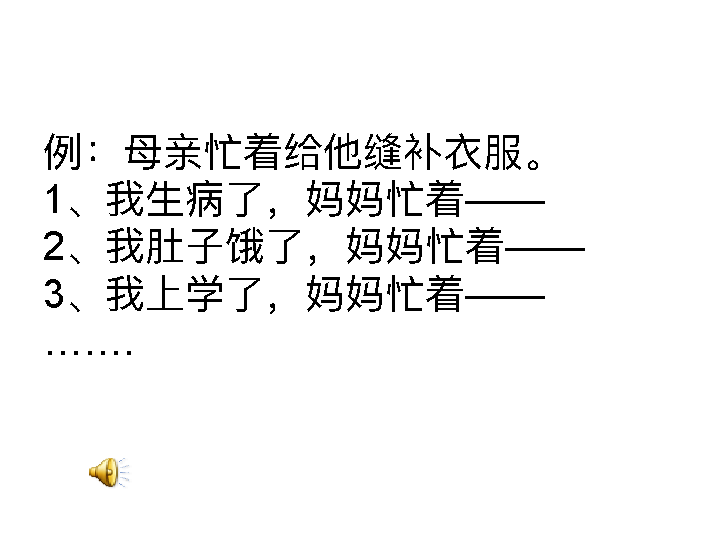 例：母亲忙着给他缝补衣服。
1、我生病了，妈妈忙着——
2、我肚子饿了，妈妈忙着——
3、我上学了，妈妈忙着——
…….